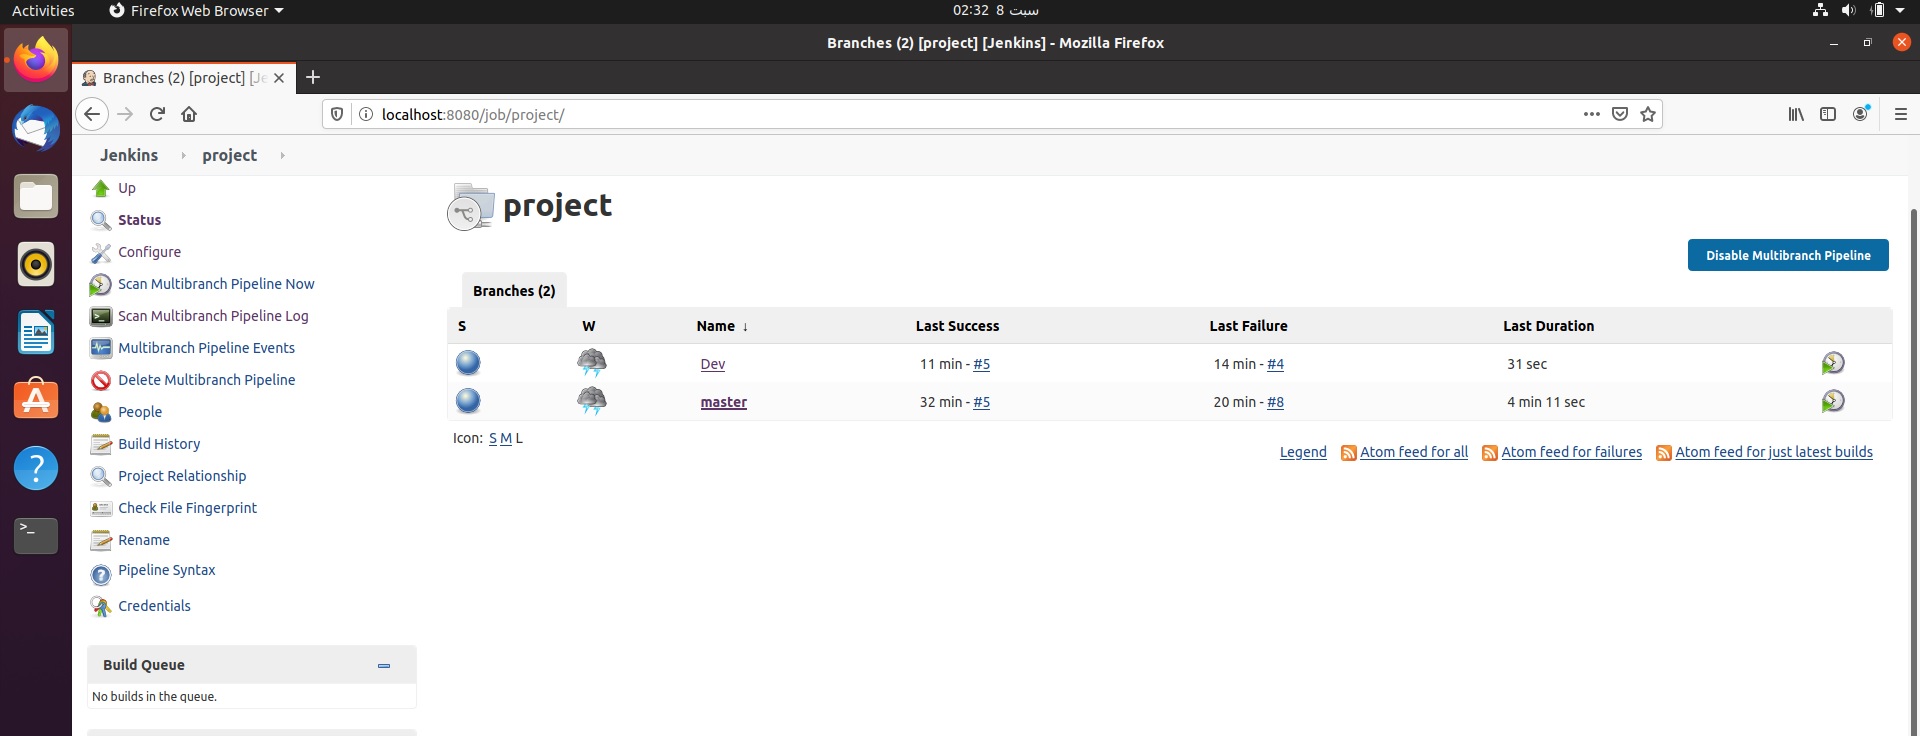 Activities
Firefox Web Browser
02:32 8 سبت
Branches (2) [project] [Jenkins] - Mozilla Firefox
Branches (2) [project] [Je
localhost:8080/job/project/
Jenkins
project
Up
Status
Configure
Scan Multibranch Pipeline Now
Scan Multibranch Pipeline Log
Multibranch Pipeline Events
Delete Multibranch Pipeline
People
Build History
Project Relationship
Check File Fingerprint
Rename
Pipeline Syntax
Credentials
Build Queue
No builds in the queue.
project
Disable Multibranch Pipeline
Branches (2)
S W Name ↓ Last Success Last Failure Last Duration
Dev 11 min - #5 14 min - #4 31 sec
master 32 min - #5 20 min - #8 4 min 11 sec
Icon: S M L
Legend Atom feed for all Atom feed for failures Atom feed for just latest builds